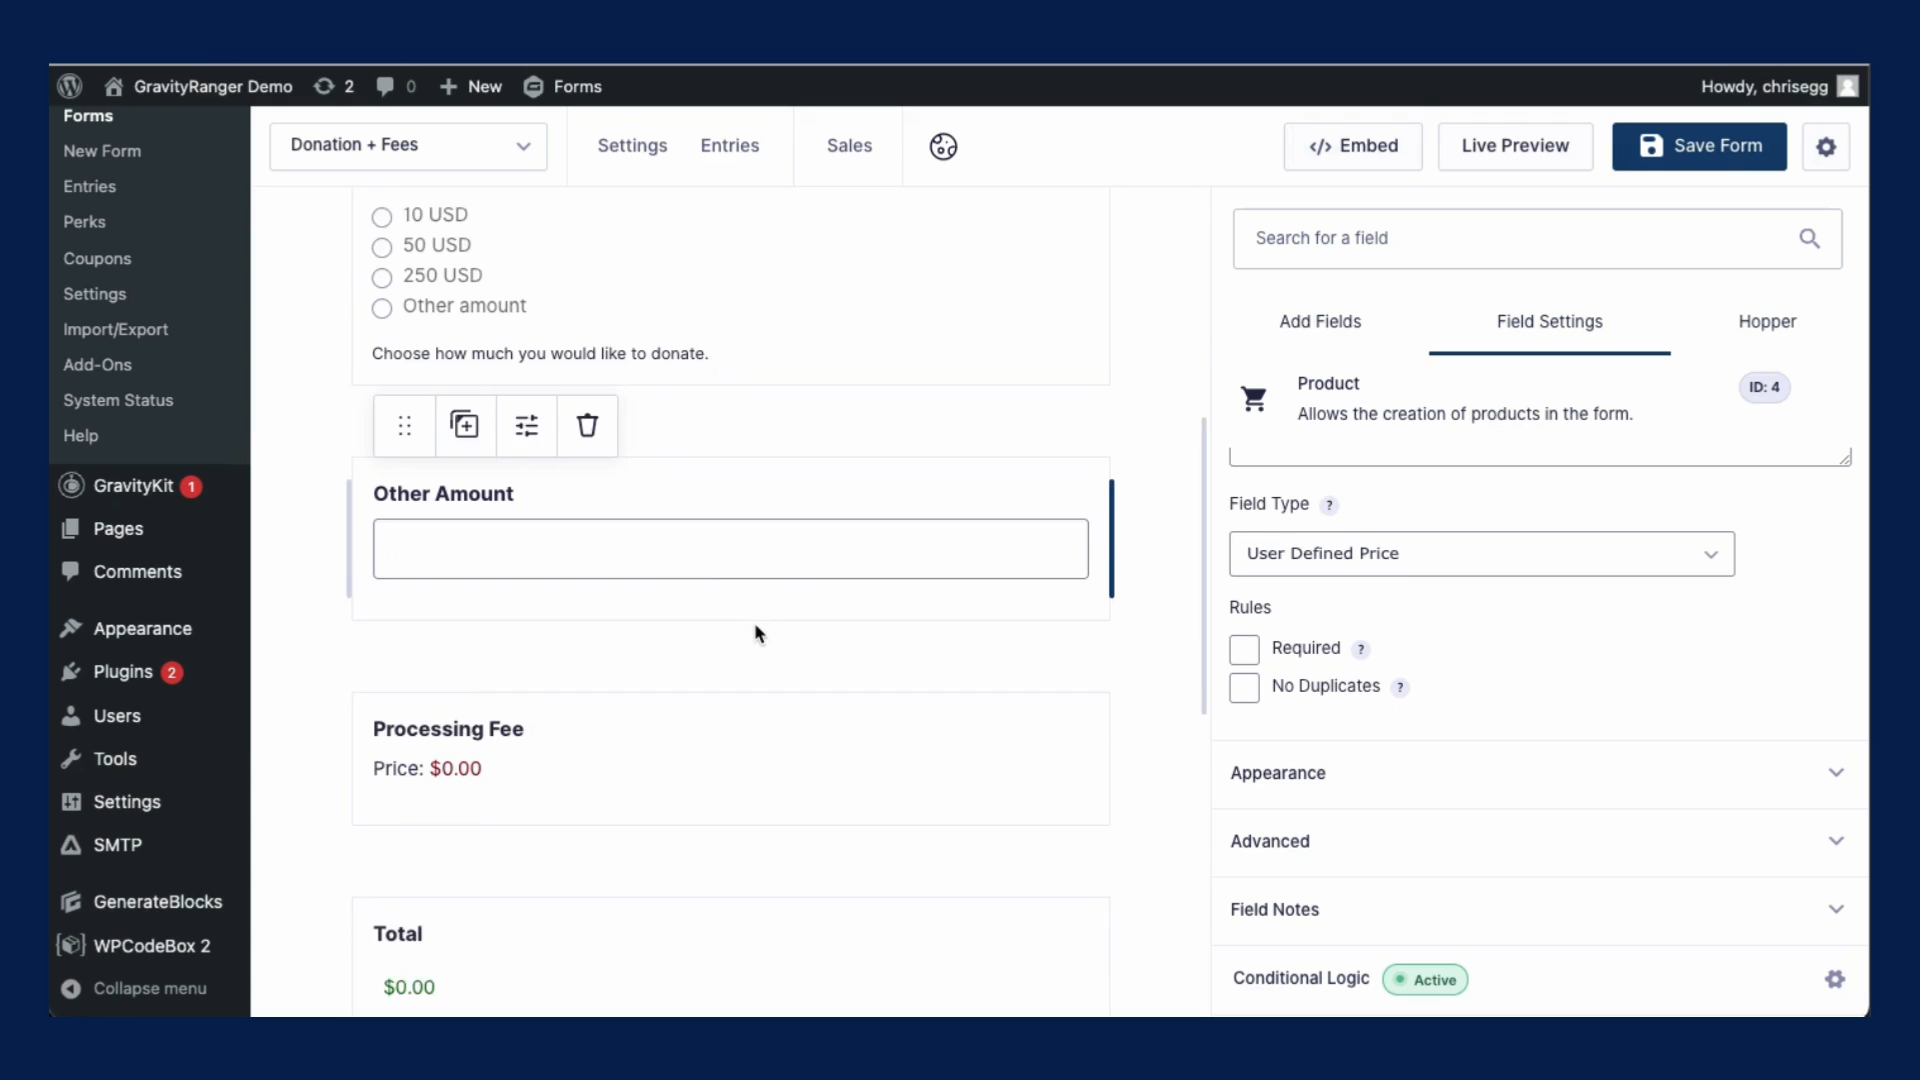 GravityRanger Demo 2 0 New Forms Howdy, chrisegg
Forms
New Form
Entries
Perks
Coupons
Settings
Import/Export
Add-Ons
System Status
Help
GravityKit 1
Pages
Comments
Appearance
Plugins 2
Users
Tools
Settings
SMTP
GenerateBlocks
WPCodeBox 2
Collapse menu
Donation + Fees Settings Entries Sales </> Embed Live Preview Save Form
10 USD
50 USD
250 USD
Other amount
Choose how much you would like to donate.
Other Amount
Processing Fee
Price: $0.00
Total
$0.00
Search for a field
Add Fields Field Settings Hopper
Product ID: 4
Allows the creation of products in the form.
Field Type ?
User Defined Price
Rules
Required ?
No Duplicates ?
Appearance
Advanced
Field Notes
Conditional Logic Active